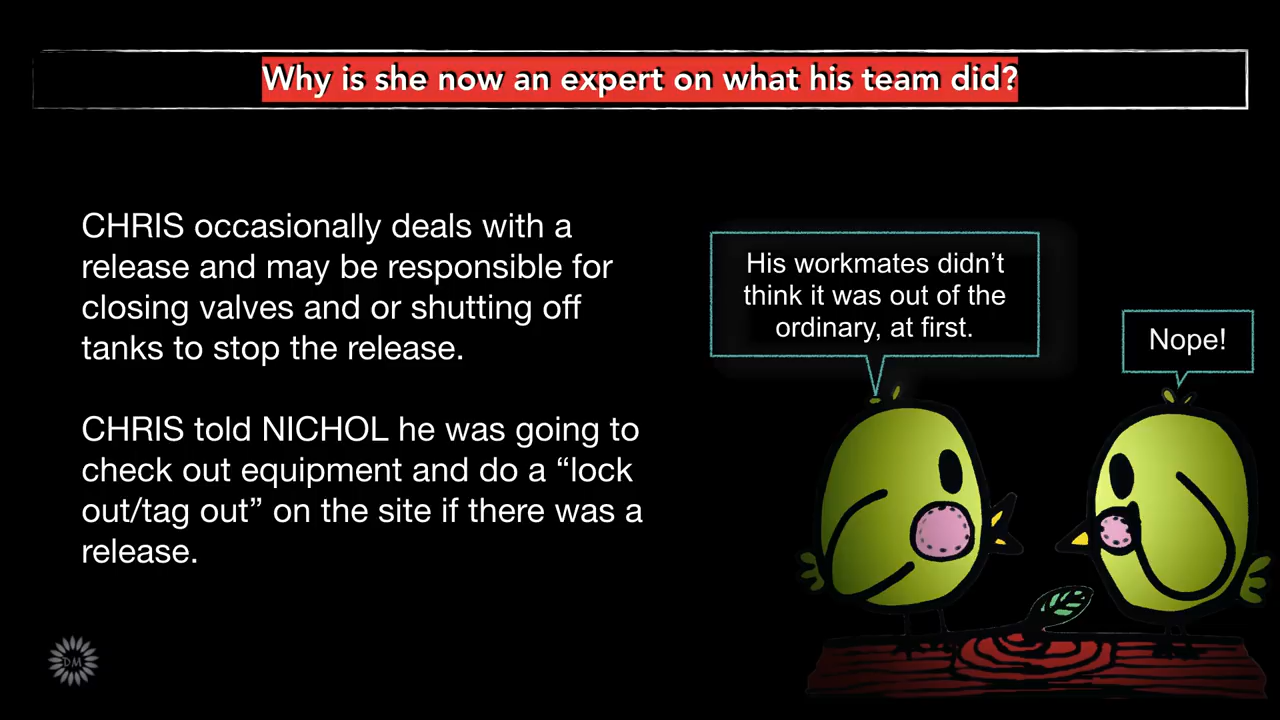 Why is she now an expert on what his team did?
CHRIS occasionally deals with a
release and may be responsible for
closing valves and or shutting off
tanks to stop the release.
CHRIS told NICHOL he was going to
check out equipment and do a “lock
out/tag out” on the site if there was a
release.
His workmates didn’t
think it was out of the
ordinary, at first.
Nope!
DM